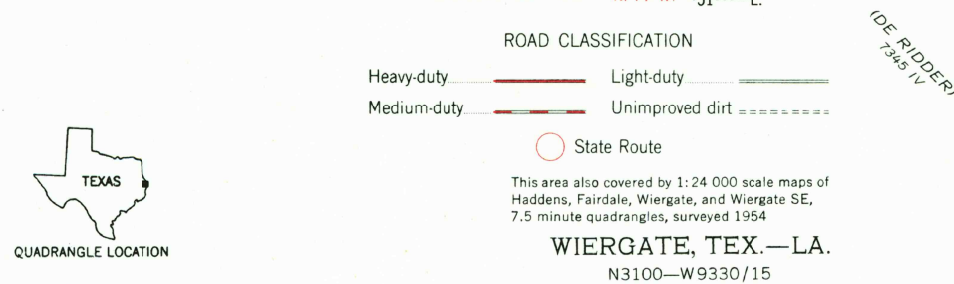 ROAD CLASSIFICATION
Heavy-duty Light-duty
Medium-duty Unimproved dirt
State Route
This area also covered by 1:24 000 scale maps of
Haddens, Fairdale, Wiergate, and Wiergate SE,
7.5 minute quadrangles, surveyed 1954
WIERGATE, TEX.—LA.
N3100—W9330/15
TEXAS
QUADRANGLE LOCATION
(DE RIDDER)
7345 IV